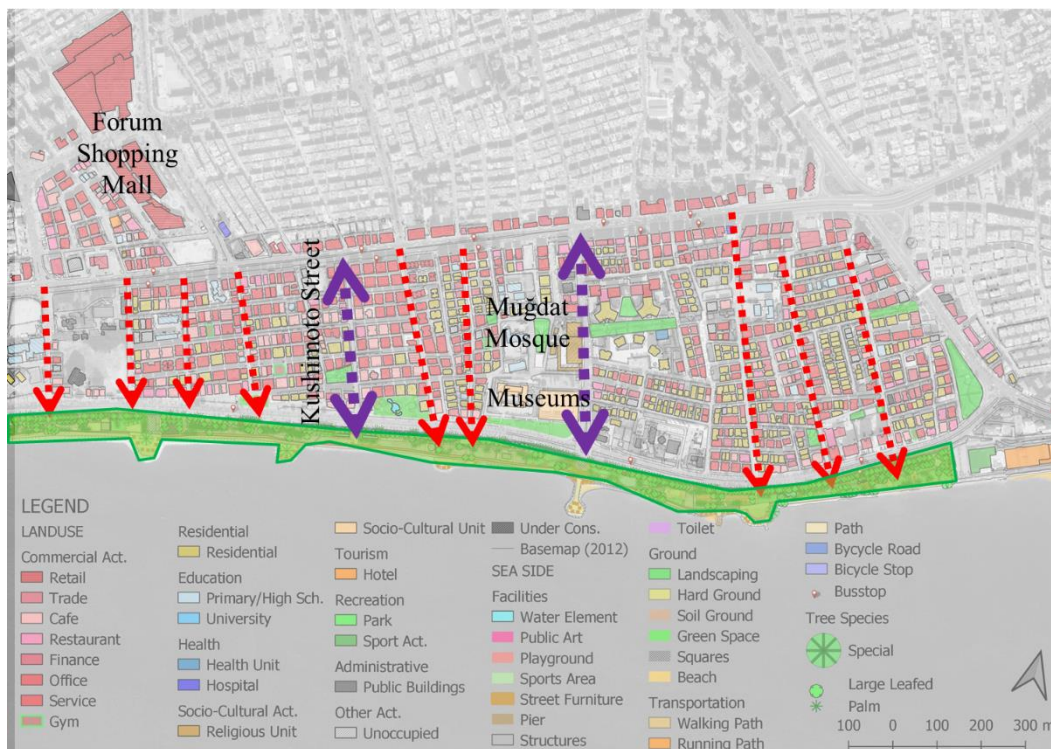 Forum
Shopping
Mall
Kushimoto Street
Muğdat
Mosque
Museums
LEGEND
LANDUSE
Commercial Act.
Retail
Trade
Cafe
Restaurant
Finance
Office
Service
Gym
Residential
Residential
Education
Primary/High Sch.
University
Health
Health Unit
Hospital
Socio-Cultural Act.
Religious Unit
Socio-Cultural Unit
Tourism
Hotel
Recreation
Park
Sport Act.
Administrative
Public Buildings
Other Act.
Unoccupied
Under Cons.
Basemap (2012)
SEA SIDE
Facilities
Water Element
Public Art
Playground
Sports Area
Street Furniture
Pier
Structures
Toilet
Ground
Landscaping
Hard Ground
Soil Ground
Green Space
Squares
Beach
Transportation
Walking Path
Running Path
Path
Bycycle Road
Bicycle Stop
Busstop
Tree Species
Special
Large Leafed
Palm
100 0 100 200 300 m